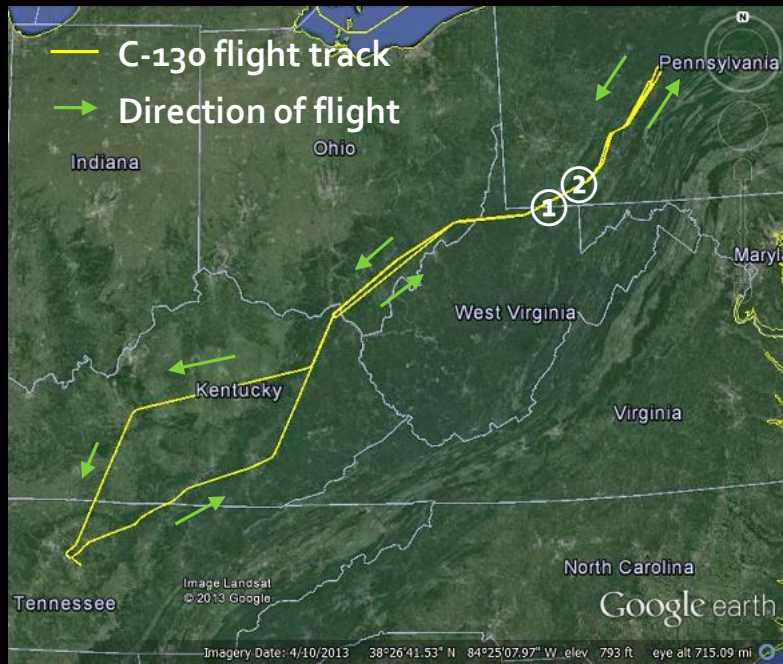 N
C-130 flight track
Pennsylvania
Direction of flight
Ohio
Indiana
2
1
West Virginia
Kentucky
Virginia
Image Landsat
© 2013 Google
North Carolina
Tennessee
Google earth
Imagery Date: 4/10/2013 38°26'41.53" N 84°25'07.97" W elev 793 ft eye alt 715.09 mi